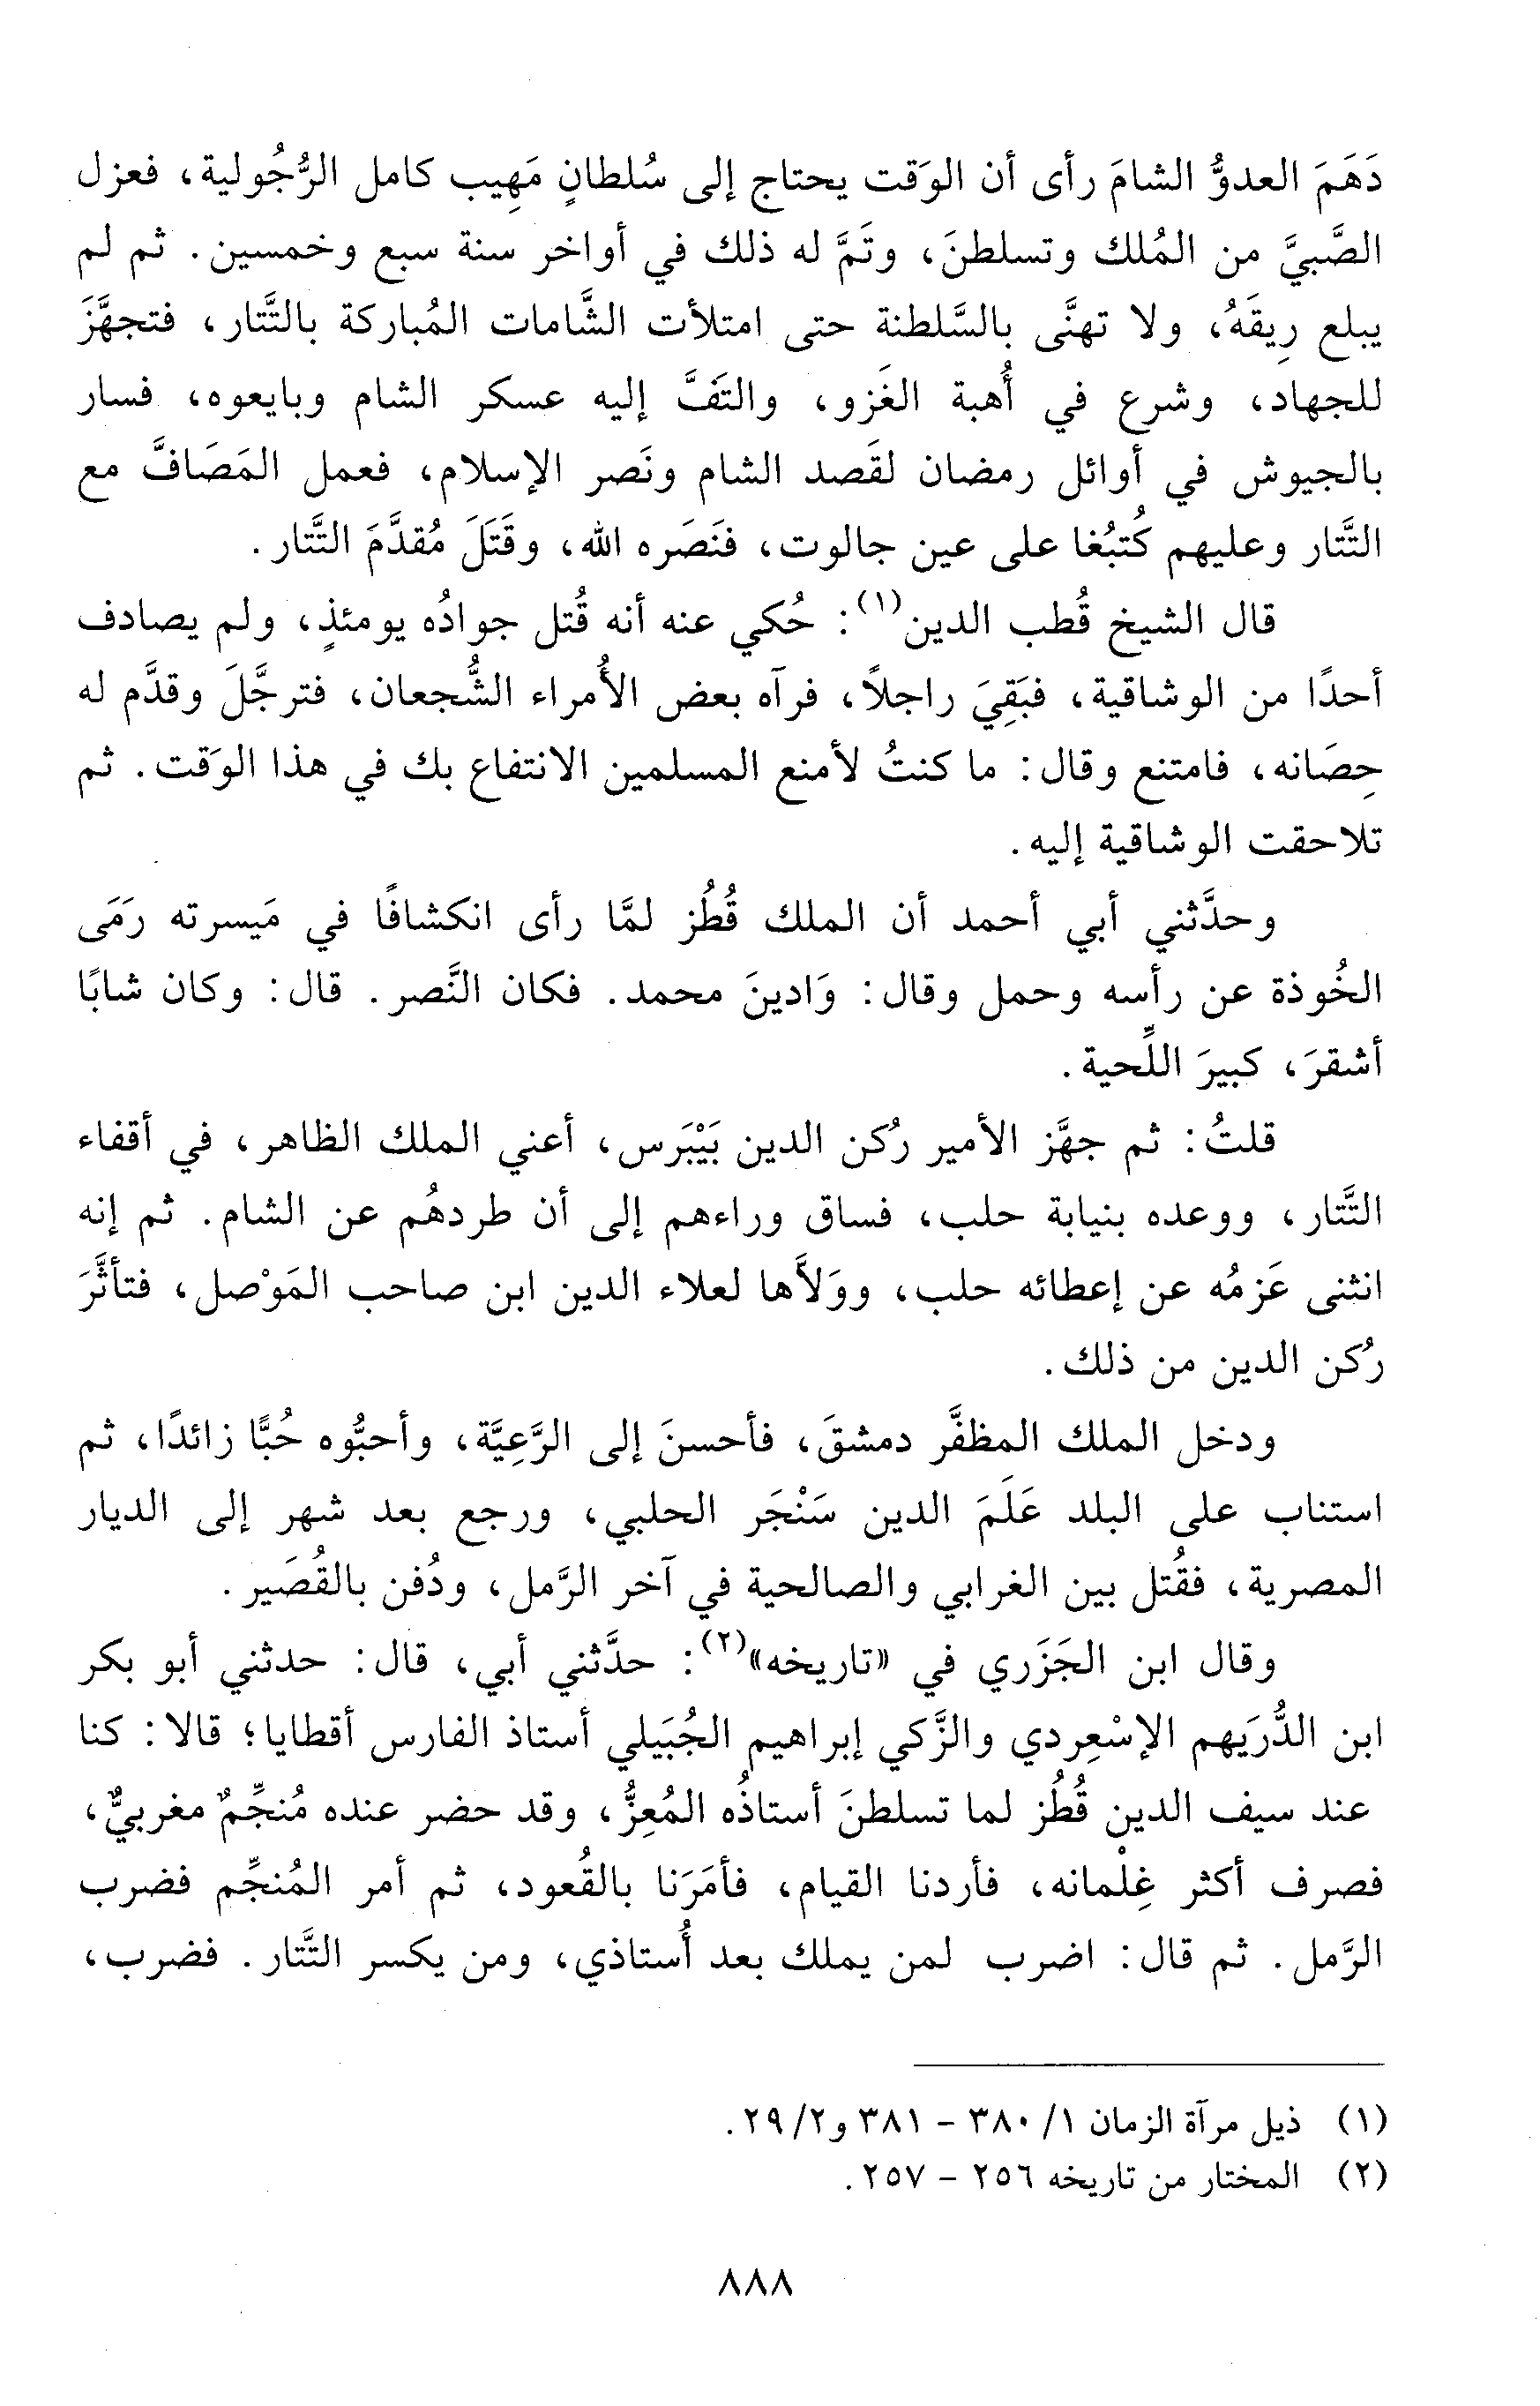 دَهَمَ العدوُّ الشامَ رأى أن الوَقت يحتاج إلى سُلطانٍ مَهِيب كامل الرُّجُولية، فعزل
الصَّبيَّ من المُلك وتسلطنَ، وتَمَّ له ذلك في أواخر سنة سبع وخمسين. ثم لم
يبلع رِيقَهُ، ولا تهنَّى بالسَّلطنة حتى امتلأت الشَّامات المُباركة بالتَّتار، فتجهَّزَ
للجهاد، وشرع في أُهبة الغَزو، والتَفَّ إليه عسكر الشام وبايعوه، فسار
بالجيوش في أوائل رمضان لقَصد الشام ونَصر الإسلام، فعمل المَصَافَّ مع
التَّتار وعليهم كُتبُغا على عين جالوت، فنَصَره الله، وقَتَلَ مُقدَّمَ التَّتار.
قال الشيخ قُطب الدين(١): حُكي عنه أنه قُتل جوادُه يومئذٍ، ولم يصادف
أحدًا من الوشاقية، فبَقِيَ راجلاً، فرآه بعض الأُمراء الشُّجعان، فترجَّلَ وقدَّم له
حِصَانه، فامتنع وقال: ما كنتُ لأمنع المسلمين الانتفاع بك في هذا الوَقت. ثم
تلاحقت الوشاقية إليه.
وحدَّثني أبي أحمد أن الملك قُطُز لمَّا رأى انكشافًا في مَيسرته رَمَى
الخُوذة عن رأسه وحمل وقال: وَادينَ محمد. فكان النَّصر. قال: وكان شابًا
أشقرَ، كبيرَ اللِّحية.
قلتُ: ثم جهَّز الأمير رُكن الدين بَيْبَرس، أعني الملك الظاهر، في أقفاء
التَّتار، ووعده بنيابة حلب، فساق وراءهم إلى أن طردهُم عن الشام. ثم إنه
انثنى عَزمُه عن إعطائه حلب، ووَلاَّها لعلاء الدين ابن صاحب المَوْصل، فتأثَّرَ
رُكن الدين من ذلك.
ودخل الملك المظفَّر دمشقَ، فأحسنَ إلى الرَّعِيَّة، وأحبُّوه حُبًّا زائدًا، ثم
استناب على البلد عَلَمَ الدين سَنْجَر الحلبي، ورجع بعد شهر إلى الديار
المصرية، فقُتل بين الغرابي والصالحية في آخر الرَّمل، ودُفن بالقُصَير.
وقال ابن الجَزَري في «تاريخه»(٢): حدَّثني أبي، قال: حدثني أبو بكر
ابن الدُّرَيهم الإسْعِردي والزَّكي إبراهيم الجُبَيلي أستاذ الفارس أقطايا؛ قالا: كنا
عند سيف الدين قُطُز لما تسلطنَ أستاذُه المُعِزُّ، وقد حضر عنده مُنجِّمٌ مغربيٌّ،
فصرف أكثر غِلْمانه، فأردنا القيام، فأمَرَنا بالقُعود، ثم أمر المُنجِّم فضرب
الرَّمل. ثم قال: اضرب لمن يملك بعد أُستاذي، ومن يكسر التَّتار. فضرب،
(١) ذيل مرآة الزمان ١/ ٣٨٠ - ٣٨١ و٢/ ٢٩.
(٢) المختار من تاريخه ٢٥٦ - ٢٥٧.
٨٨٨